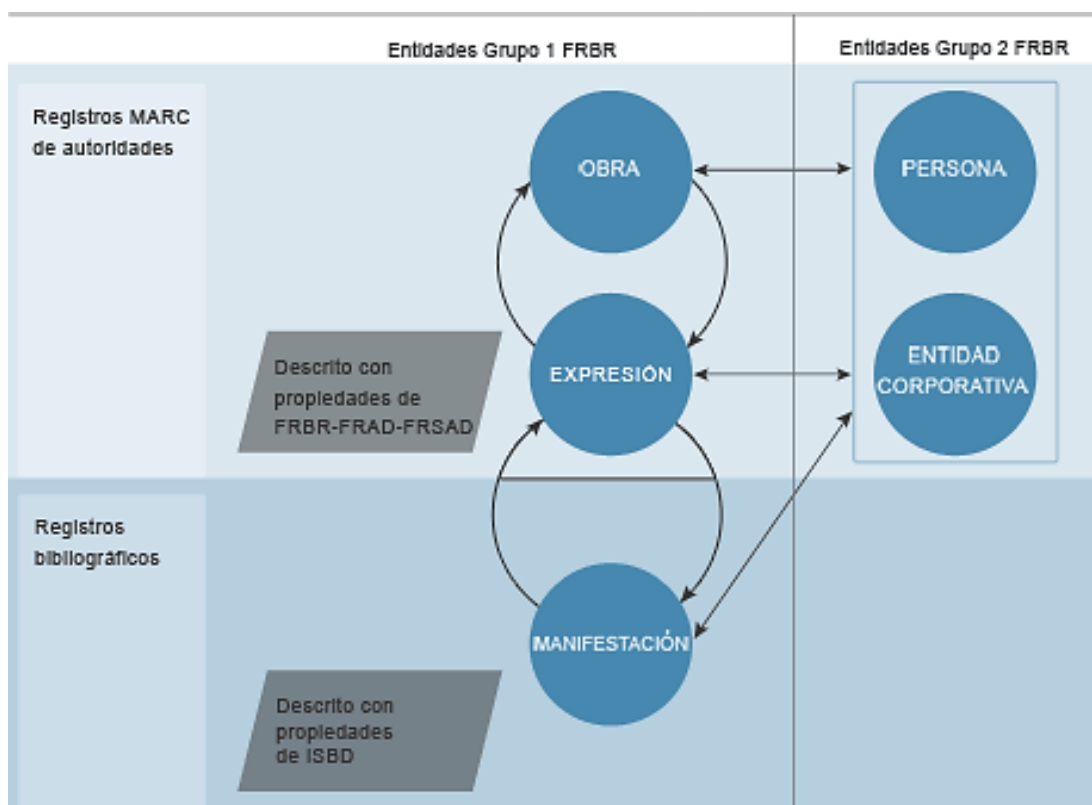 Entidades Grupo 1 FRBR
Entidades Grupo 2 FRBR
Registros MARC
de autoridades
OBRA
PERSONA
Descrito con
propiedades de
FRBR-FRAD-FRSAD
EXPRESIÓN
ENTIDAD
CORPORATIVA
Registros
bibliográficos
MANIFESTACIÓN
Descrito con
propiedades
de ISBD